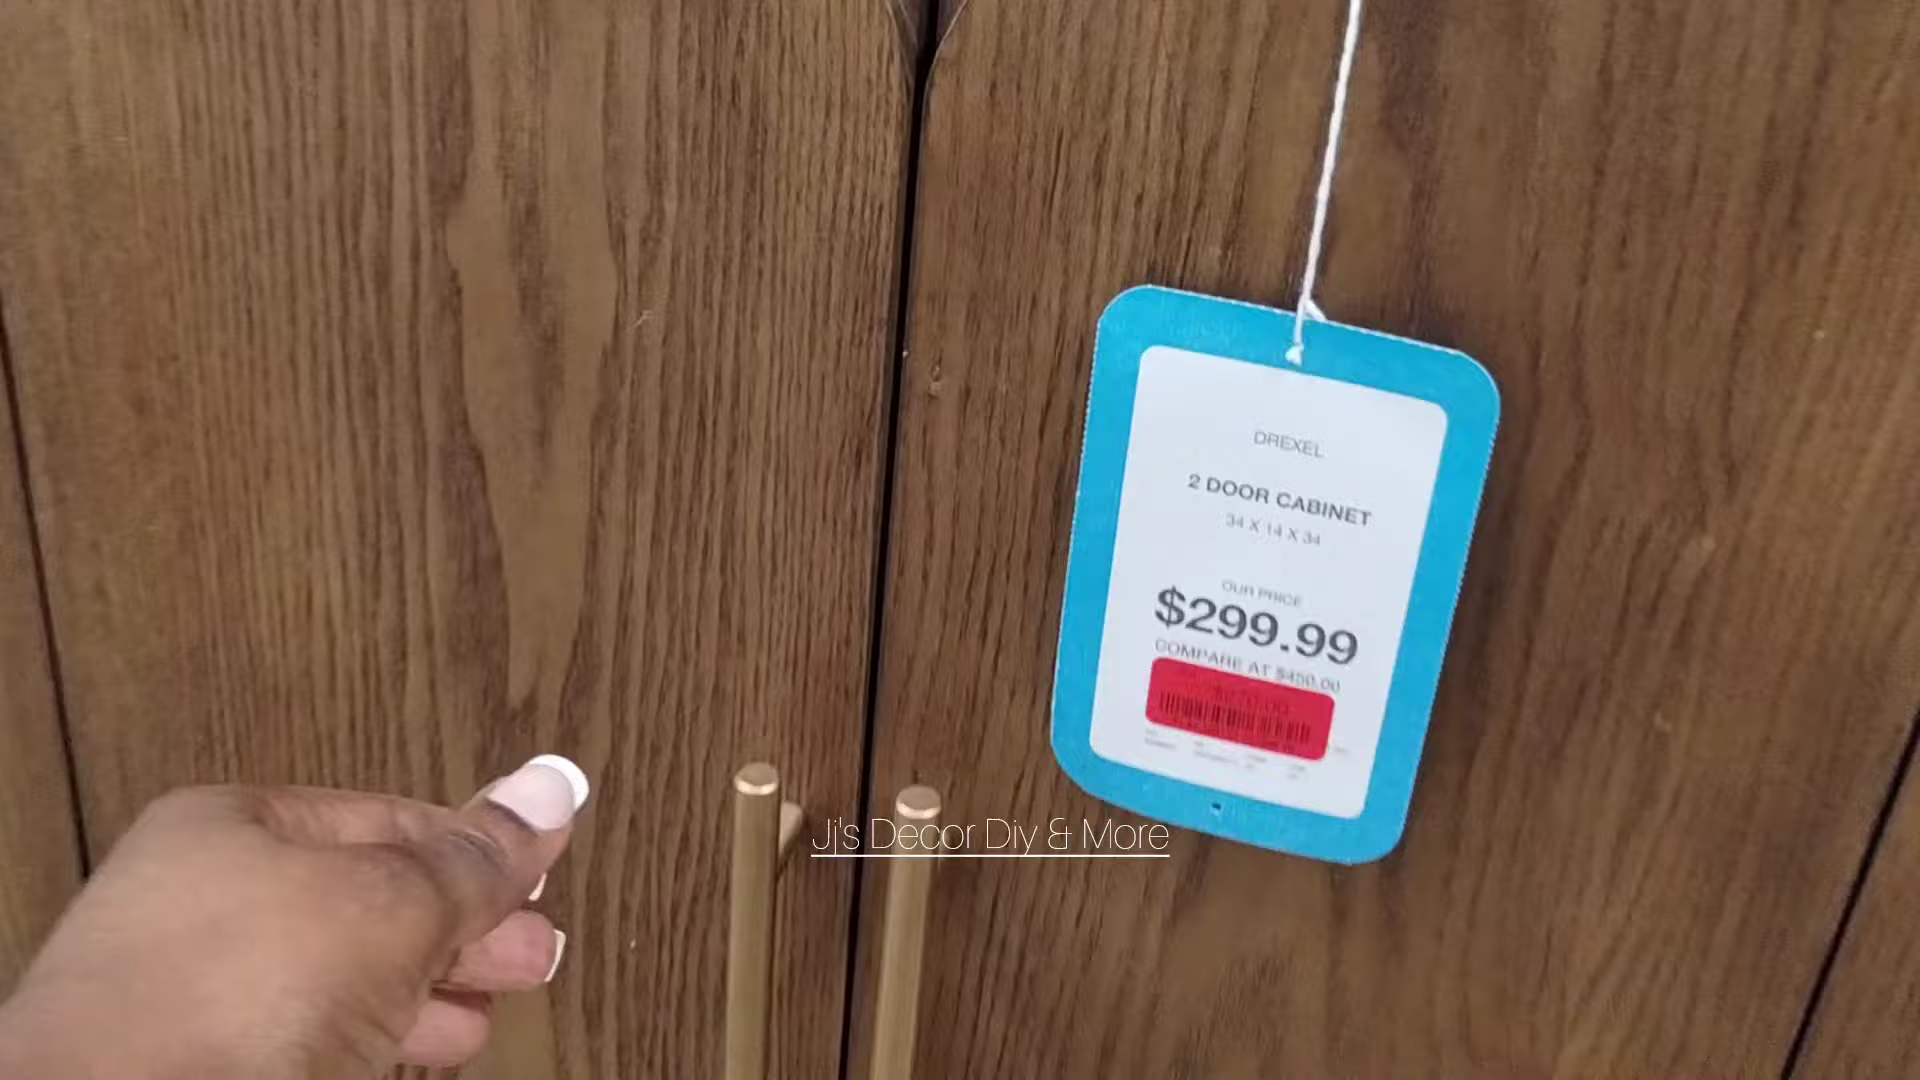 DREXEL
2 DOOR CABINET
34 X 14 X 34
OUR PRICE
$299.99
COMPARE AT $450.00
Jj's Decor Diy & More